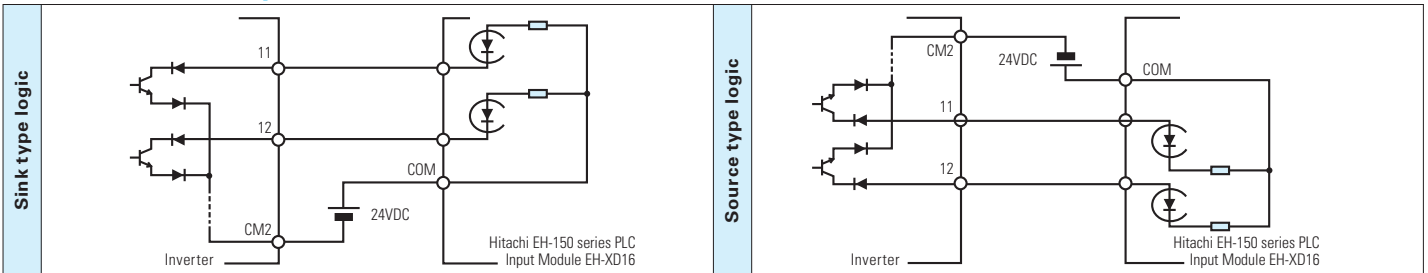 Sink type logic
11
12
COM
24VDC
CM2
Inverter
Hitachi EH-150 series PLC
Input Module EH-XD16
Source type logic
CM2
24VDC
COM
11
12
Inverter
Hitachi EH-150 series PLC
Input Module EH-XD16